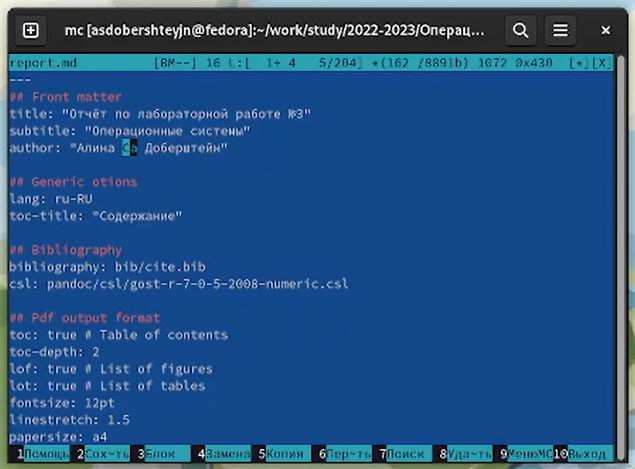 mc [asdobershteyjn@fedora]:~/work/study/2022-2023/Операц...
report.md [BM--] 16 L:[ 1+ 4 5/204] *(162 /8891b) 1072 0x430 [*][X]
---
## Front matter
title: "Отчёт по лабораторной работе №3"
subtitle: "Операционные системы"
author: "Алина Са Доберштейн"
## Generic otions
lang: ru-RU
toc-title: "Содержание"
## Bibliography
bibliography: bib/cite.bib
csl: pandoc/csl/gost-r-7-0-5-2008-numeric.csl
## Pdf output format
toc: true # Table of contents
toc-depth: 2
lof: true # List of figures
lot: true # List of tables
fontsize: 12pt
linestretch: 1.5
papersize: a4
1Помощь 2Сох~ть 3Блок 4Замена 5Копия 6Пер~ть 7Поиск 8Уда~ть 9МенюMC 10Выход